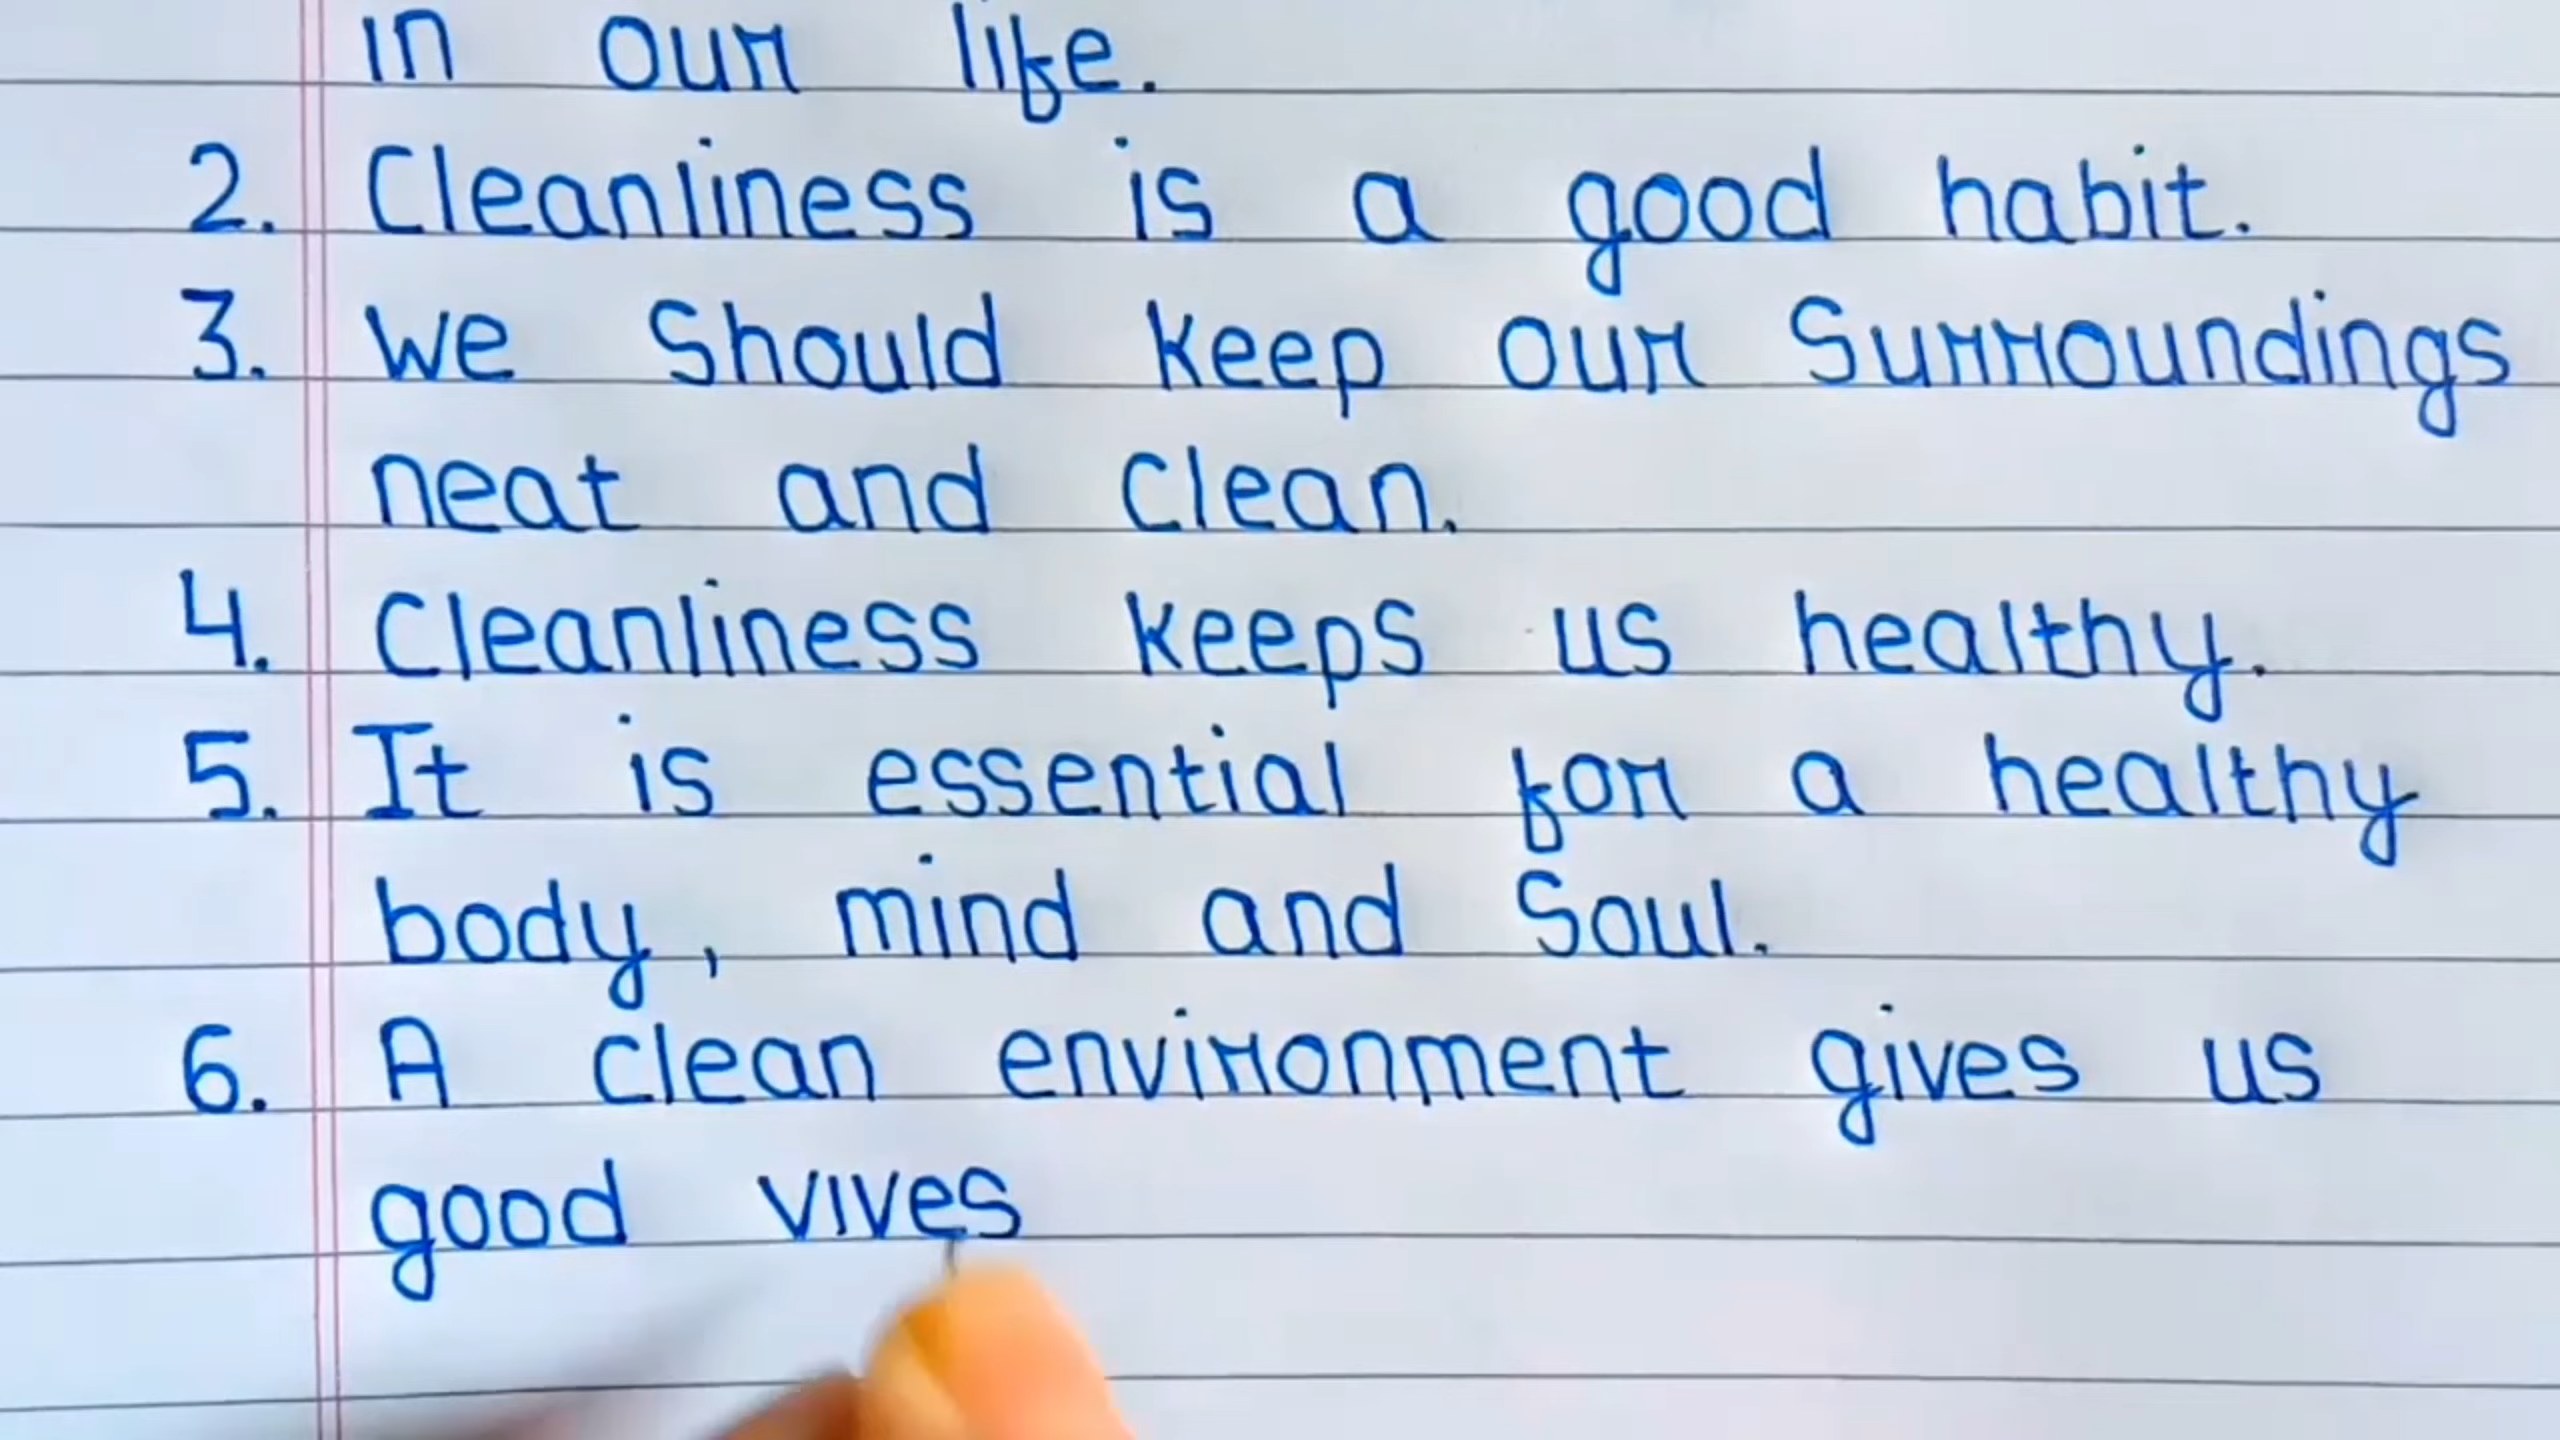 in our life.
2. Cleanliness is a good habit.
3. We Should keep our Surroundings
neat and clean.
4. Cleanliness keeps us healthy.
5. It is essential for a healthy
body, mind and Soul.
6. A clean environment gives us
good vives